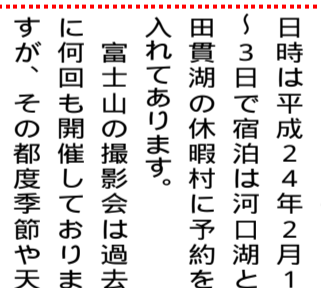 日時は平成24年2月1
～3日で宿泊は河口湖と
田貫湖の休暇村に予約を
入れてあります。
富士山の撮影会は過去
に何回も開催しておりま
すが、その都度季節や天